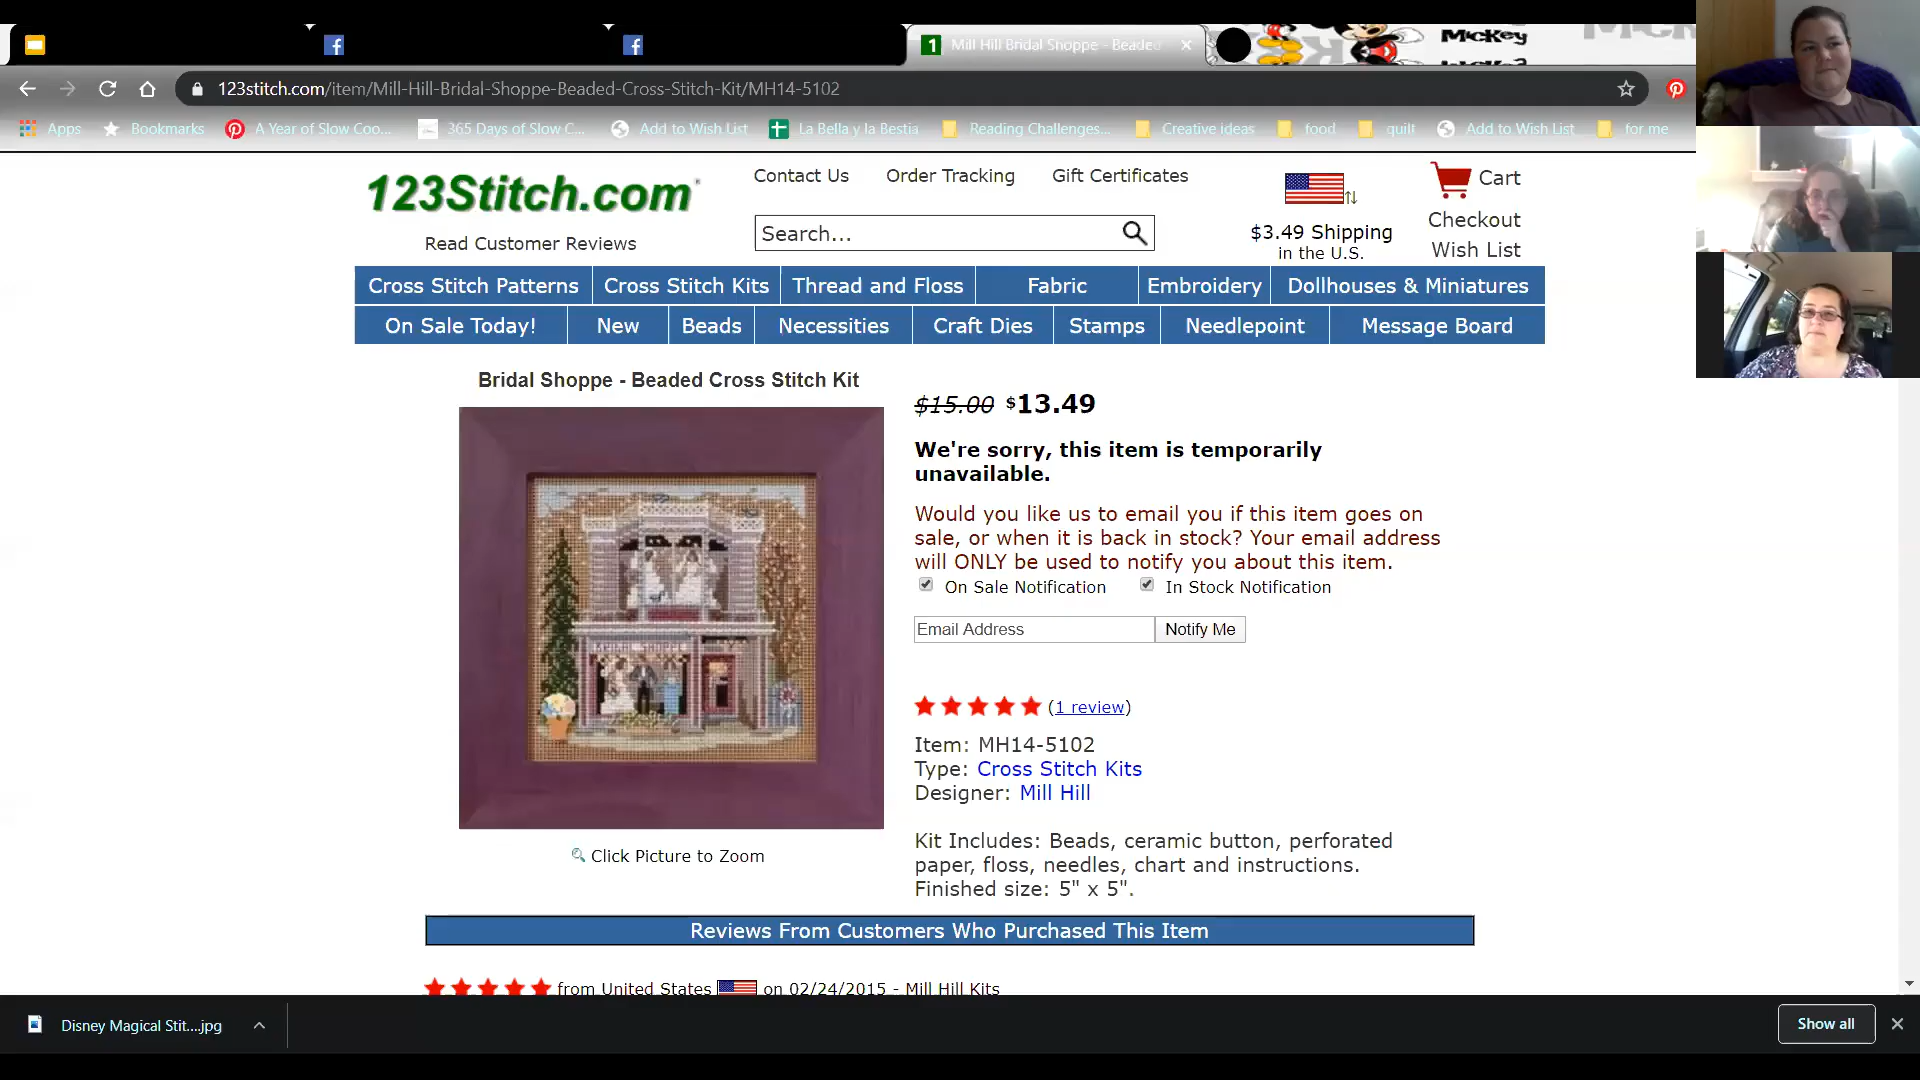 Mill Hill Bridal Shoppe - Beade
MICKEY
123stitch.com/item/Mill-Hill-Bridal-Shoppe-Beaded-Cross-Stitch-Kit/MH14-5102
Apps Bookmarks A Year of Slow Coo... 365 Days of Slow C... Add to Wish List La Bella y la Bestia Reading Challenges... Creative ideas food quilt Add to Wish List for me
123Stitch.com
Contact Us Order Tracking Gift Certificates
Cart
Search...
Checkout
Read Customer Reviews
$3.49 Shipping
in the U.S.
Wish List
Cross Stitch Patterns Cross Stitch Kits Thread and Floss Fabric Embroidery Dollhouses & Miniatures
On Sale Today! New Beads Necessities Craft Dies Stamps Needlepoint Message Board
Bridal Shoppe - Beaded Cross Stitch Kit
$15.00 $13.49
We're sorry, this item is temporarily
unavailable.
Would you like us to email you if this item goes on
sale, or when it is back in stock? Your email address
will ONLY be used to notify you about this item.
On Sale Notification In Stock Notification
Email Address Notify Me
BRIDAL SHOPPE
(1 review)
Item: MH14-5102
Type: Cross Stitch Kits
Designer: Mill Hill
Kit Includes: Beads, ceramic button, perforated
paper, floss, needles, chart and instructions.
Finished size: 5" x 5".
Click Picture to Zoom
Reviews From Customers Who Purchased This Item
from United States on 02/24/2015 - Mill Hill Kits
Disney Magical Stit....jpg
Show all